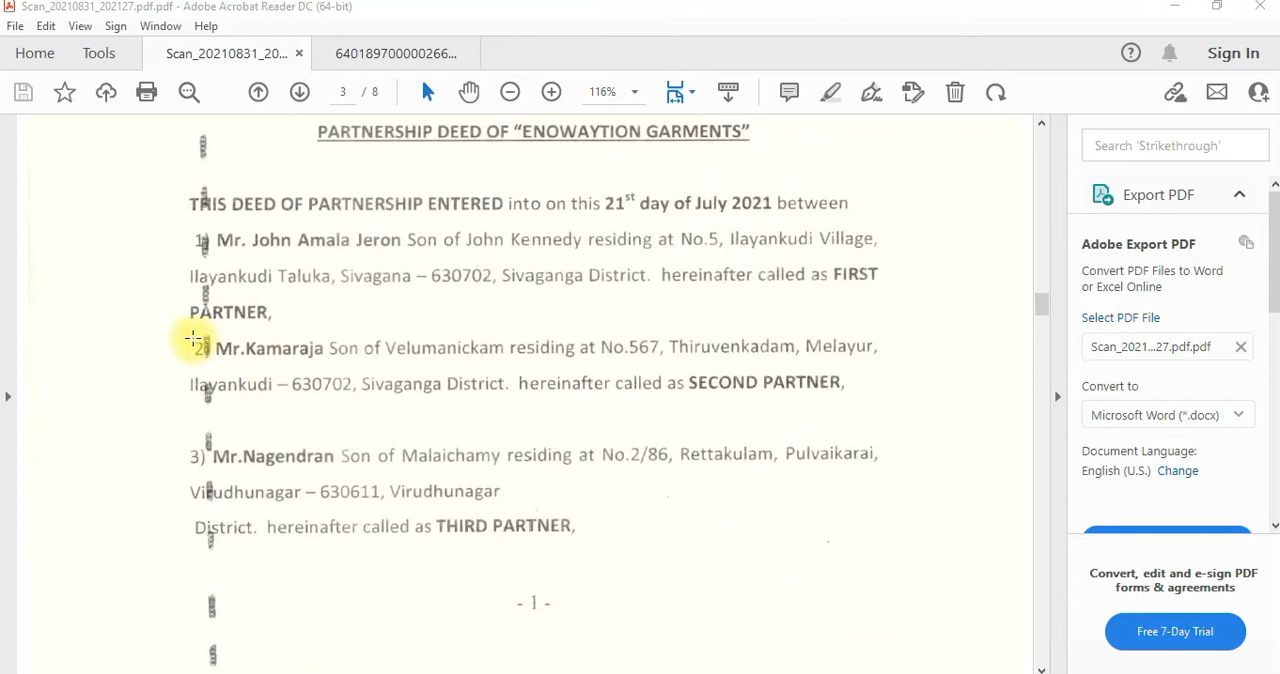 Scan_20210831_202127.pdf.pdf - Adobe Acrobat Reader DC (64-bit)
File Edit View Sign Window Help
Home Tools Scan_20210831_20... × 640189700000266... Sign In
3 / 8 116%
PARTNERSHIP DEED OF “ENOWAYTION GARMENTS”
THIS DEED OF PARTNERSHIP ENTERED into on this 21st day of July 2021 between
1) Mr. John Amala Jeron Son of John Kennedy residing at No.5, Ilayankudi Village,
Ilayankudi Taluka, Sivagana – 630702, Sivaganga District. hereinafter called as FIRST
PARTNER,
2) Mr.Kamaraja Son of Velumanickam residing at No.567, Thiruvenkadam, Melayur,
Ilayankudi – 630702, Sivaganga District. hereinafter called as SECOND PARTNER,
3) Mr.Nagendran Son of Malaichamy residing at No.2/86, Rettakulam, Pulvaikarai,
Virudhunagar – 630611, Virudhunagar
District. hereinafter called as THIRD PARTNER,
- 1 -
Search 'Strikethrough'
Export PDF
Adobe Export PDF
Convert PDF Files to Word
or Excel Online
Select PDF File
Scan_2021...27.pdf.pdf
Convert to
Microsoft Word (*.docx)
Document Language:
English (U.S.) Change
Convert, edit and e-sign PDF
forms & agreements
Free 7-Day Trial